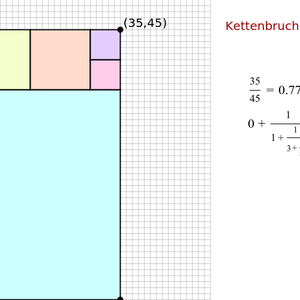 (35,45)
Kettenbruch
35
45 = 0.77
0 + 1
1 + 1
3 +